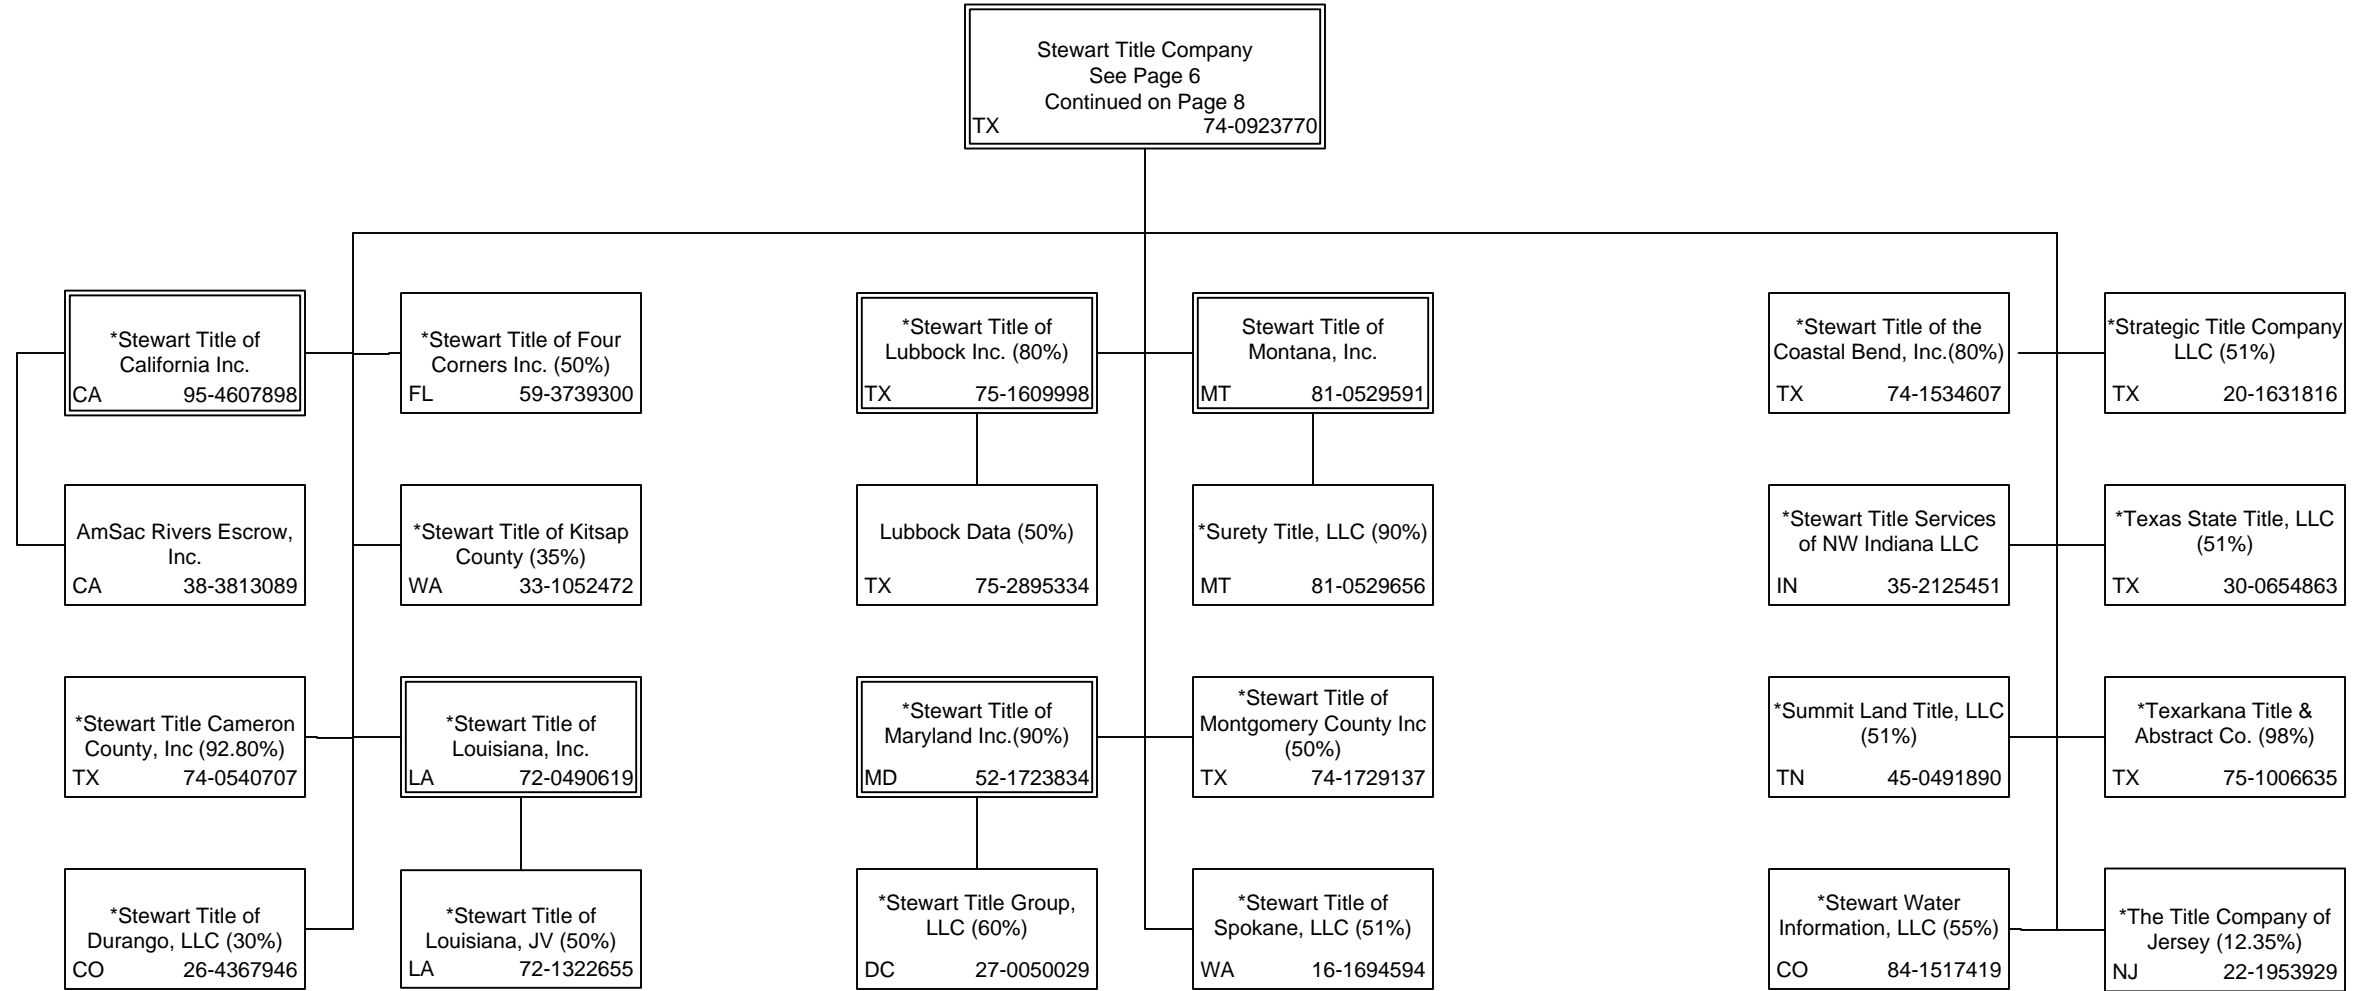 Stewart Title Company
See Page 6
Continued on Page 8
TX 74-0923770
*Stewart Title of
California Inc.
CA 95-4607898
*Stewart Title of Four
Corners Inc. (50%)
FL 59-3739300
*Stewart Title of
Lubbock Inc. (80%)
TX 75-1609998
Stewart Title of
Montana, Inc.
MT 81-0529591
*Stewart Title of the
Coastal Bend, Inc.(80%)
TX 74-1534607
*Strategic Title Company
LLC (51%)
TX 20-1631816
AmSac Rivers Escrow,
Inc.
CA 38-3813089
*Stewart Title of Kitsap
County (35%)
WA 33-1052472
Lubbock Data (50%)
TX 75-2895334
*Surety Title, LLC (90%)
MT 81-0529656
*Stewart Title Services
of NW Indiana LLC
IN 35-2125451
*Texas State Title, LLC
(51%)
TX 30-0654863
*Stewart Title Cameron
County, Inc (92.80%)
TX 74-0540707
*Stewart Title of
Louisiana, Inc.
LA 72-0490619
*Stewart Title of
Maryland Inc.(90%)
MD 52-1723834
*Stewart Title of
Montgomery County Inc
(50%)
TX 74-1729137
*Summit Land Title, LLC
(51%)
TN 45-0491890
*Texarkana Title &
Abstract Co. (98%)
TX 75-1006635
*Stewart Title of
Durango, LLC (30%)
CO 26-4367946
*Stewart Title of
Louisiana, JV (50%)
LA 72-1322655
*Stewart Title Group,
LLC (60%)
DC 27-0050029
*Stewart Title of
Spokane, LLC (51%)
WA 16-1694594
*Stewart Water
Information, LLC (55%)
CO 84-1517419
*The Title Company of
Jersey (12.35%)
NJ 22-1953929